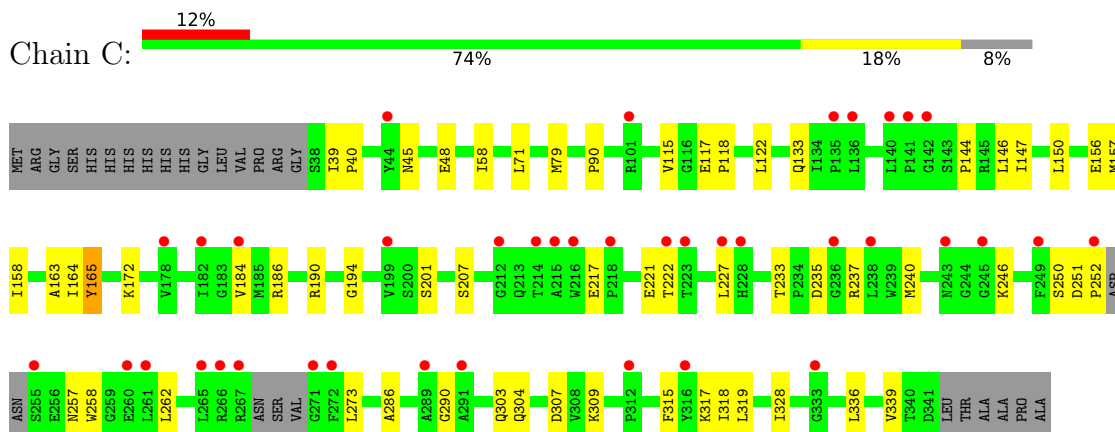 12%
Chain C:
74% 18% 8%
MET ARG GLY SER HIS HIS HIS HIS HIS HIS GLY LEU VAL PRO ARG GLY S38 I39 P40 Y44 N45 E48 I58 L71 M79 P90 R101 V115 G116 E117 P118 L122 Q133 I134 P135 L136 L140 P141 G142 S143 P144 R145 L146 I147 L150 E156 M157
I158 A163 I164 Y165 K172 V178 I182 G183 V184 M185 R186 R190 G194 V199 S200 S201 S207 G212 Q213 T214 A215 W216 E217 P218 E221 T222 T223 L227 H228 T233 P234 D235 G236 R237 L238 W239 M240 N243 G244 G245 K246 F249 S250 D251 P252 ASP
ASN S255 E256 N257 W258 G259 E260 L261 L262 L265 R266 R267 ASN SER VAL G271 F272 L273 A286 A289 G290 A291 Q303 Q304 D307 V308 K309 P312 F315 Y316 K317 I318 L319 I328 G333 L336 V339 T340 D341 LEU THR ALA ALA PRO ALA